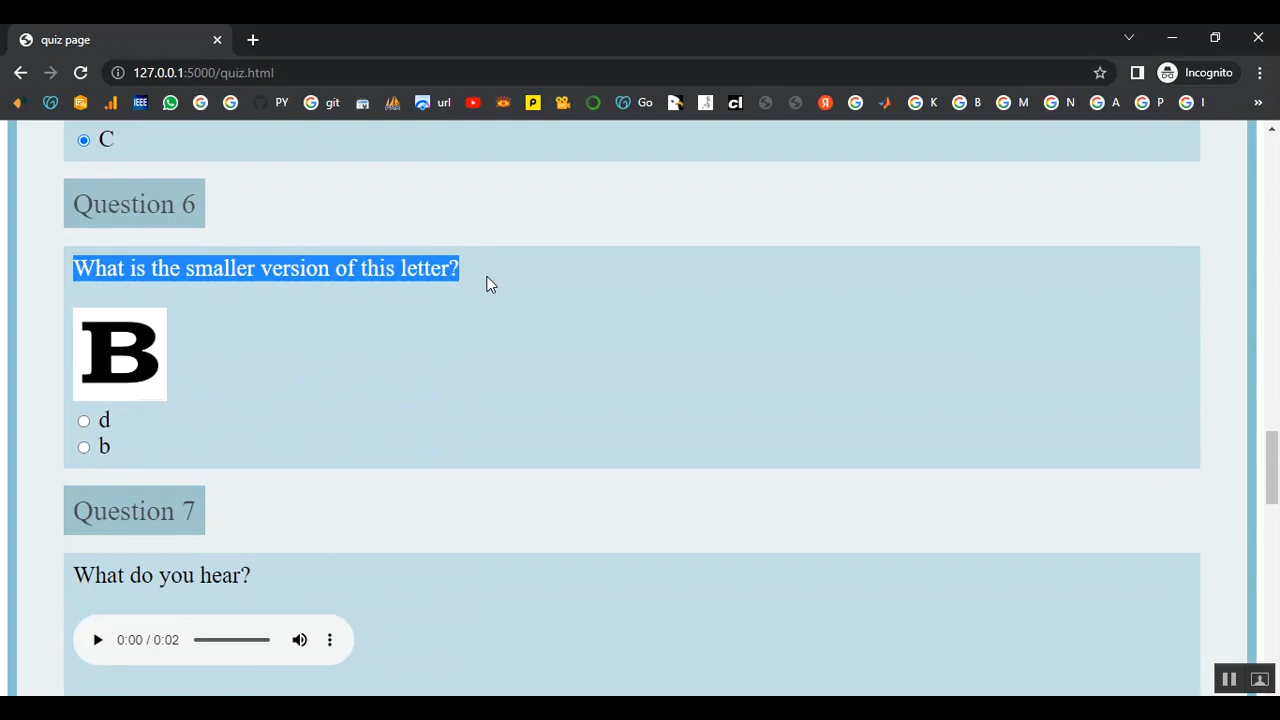 quiz page
127.0.0.1:5000/quiz.html
Incognito
IEEE
PY
git
url
P
Go
cl
Я
K
B
M
N
A
P
I
»
C
Question 6
What is the smaller version of this letter?
B
d
b
Question 7
What do you hear?
0:00 / 0:02